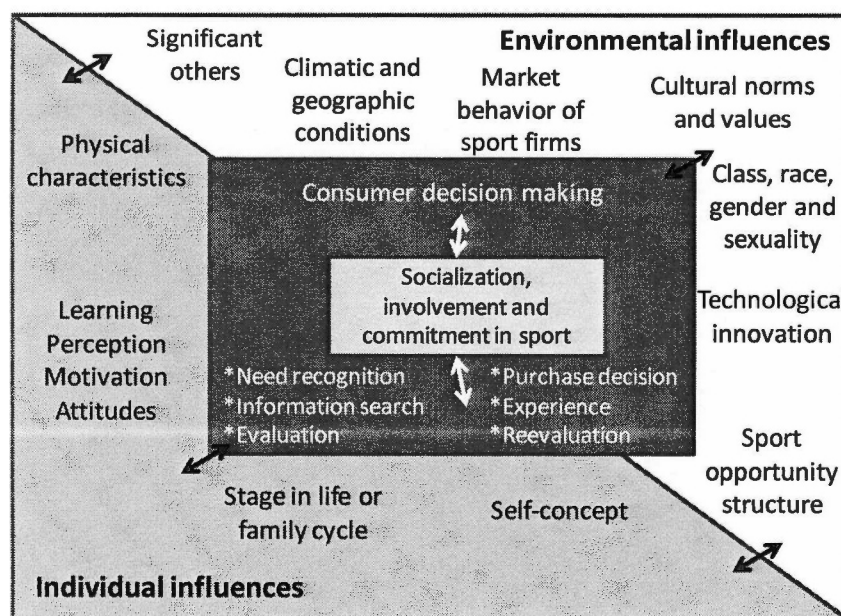 Significant
others
Environmental influences
Climatic and
geographic
conditions
Market
behavior of
sport firms
Cultural norms
and values
Physical
characteristics
Consumer decision making
Class, race,
gender and
sexuality
Socialization,
involvement and
commitment in sport
Learning
Perception
Motivation
Attitudes
Technological
innovation
*Need recognition
*Information search
*Evaluation
*Purchase decision
*Experience
*Reevaluation
Sport
opportunity
structure
Stage in life or
family cycle
Self-concept
Individual influences